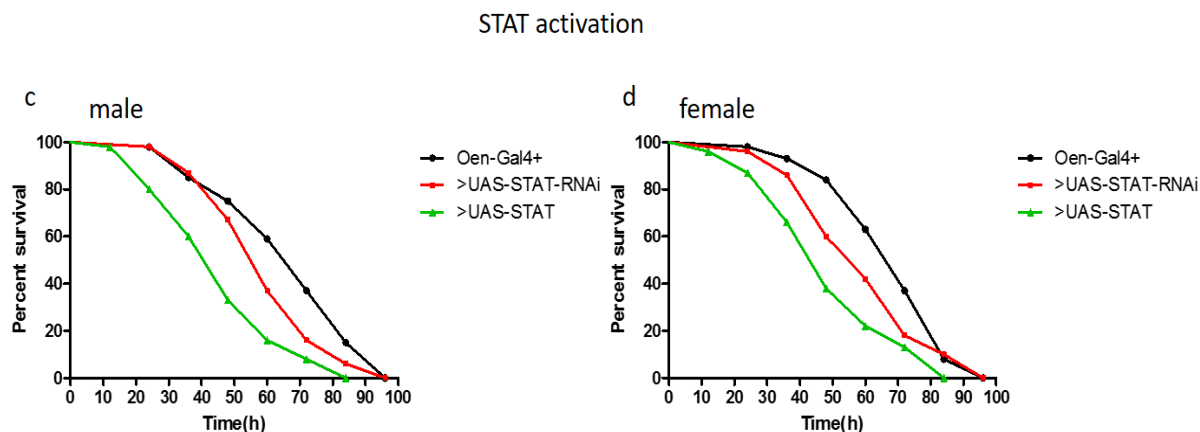 STAT activation
c male
100
80
60
40
20
0
Percent survival
0 10 20 30 40 50 60 70 80 90 100
Time(h)
Oen-Gal4+
>UAS-STAT-RNAi
>UAS-STAT
d female
100
80
60
40
20
0
Percent survival
0 10 20 30 40 50 60 70 80 90 100
Time(h)
Oen-Gal4+
>UAS-STAT-RNAi
>UAS-STAT